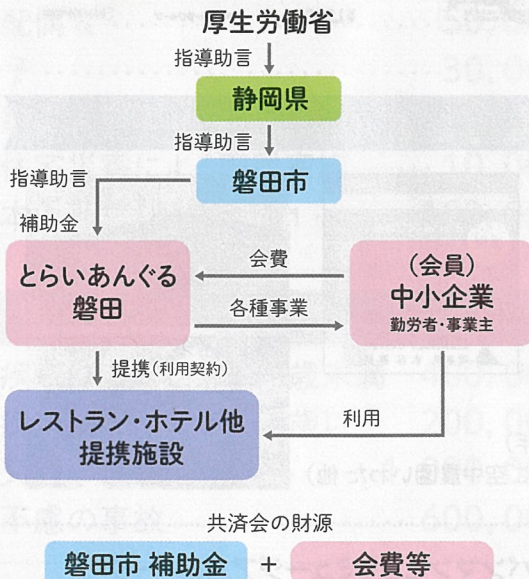 厚生労働省
指導助言
静岡県
指導助言
磐田市
指導助言
補助金
とらいあんぐる
磐田
会費
各種事業
(会員)
中小企業
勤労者・事業主
提携(利用契約)
利用
レストラン・ホテル他
提携施設
共済会の財源
磐田市 補助金 + 会費等